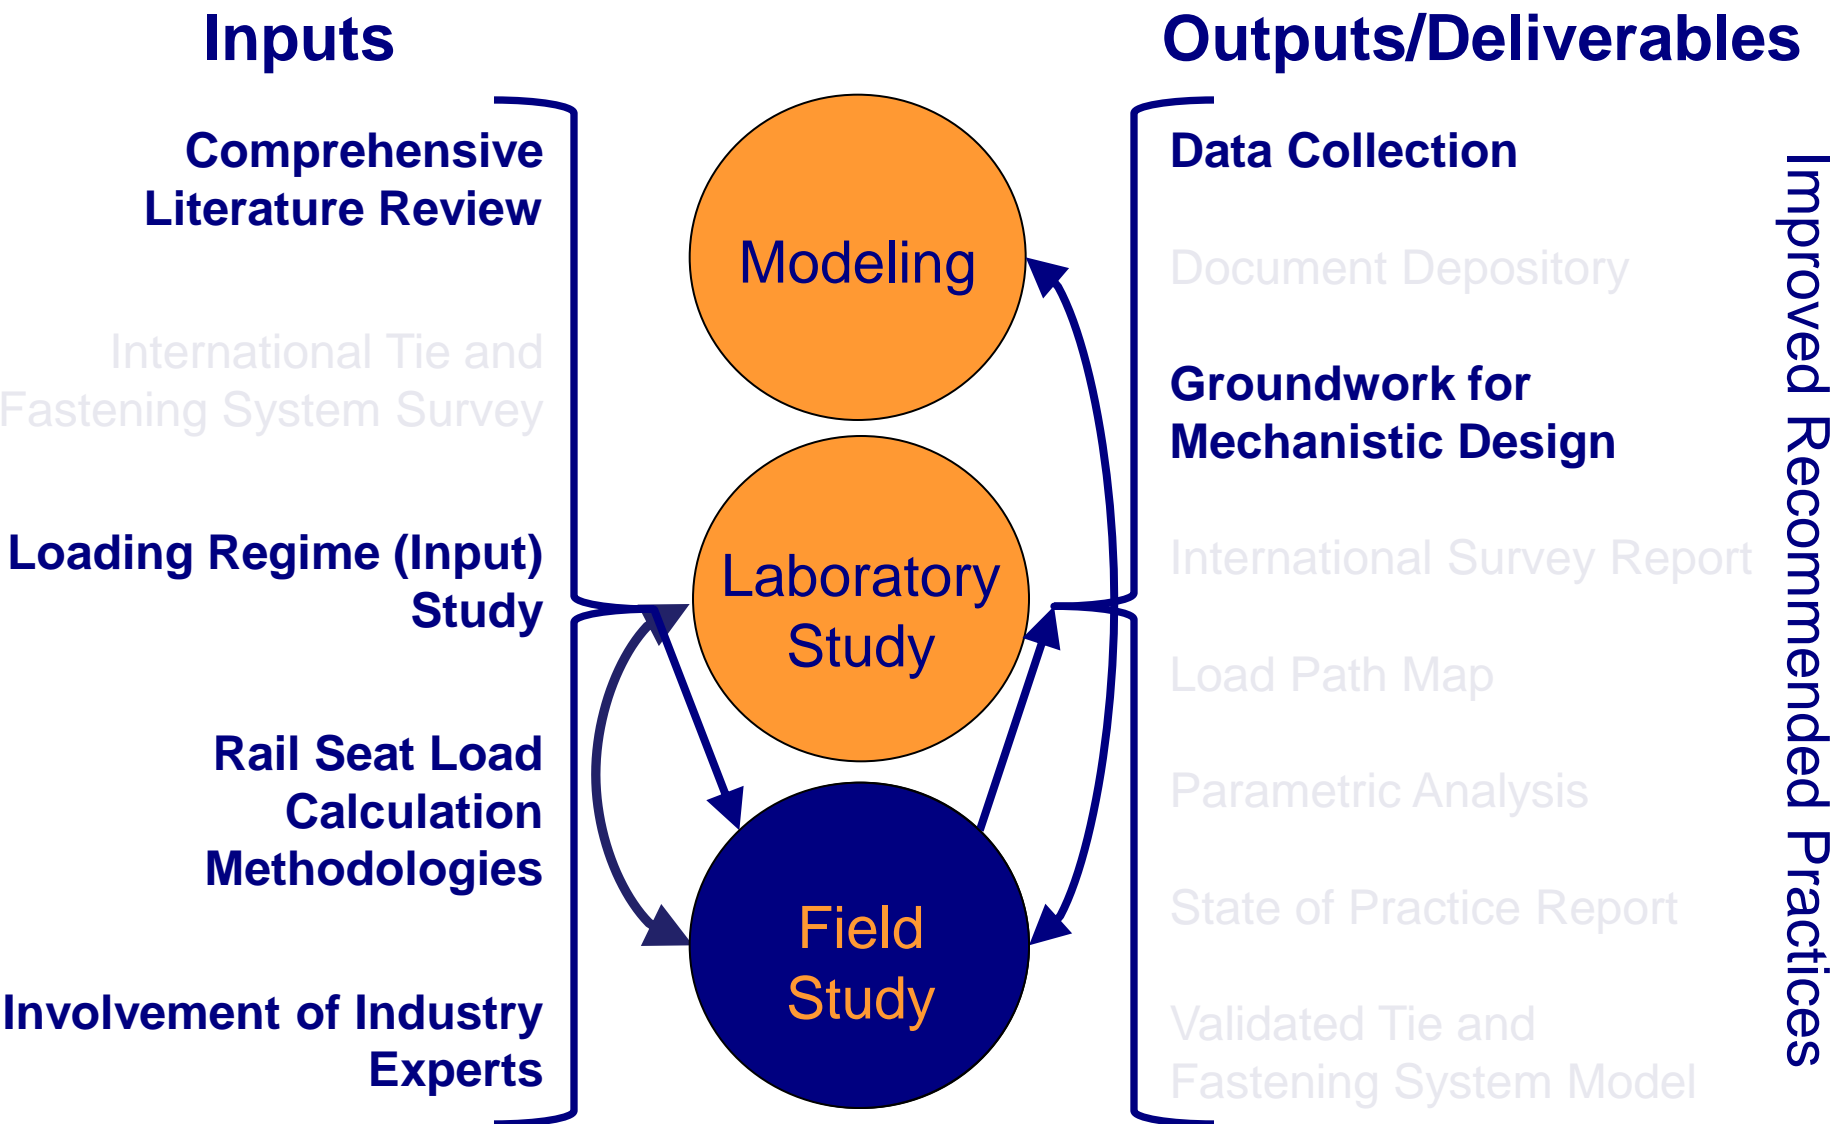 Inputs
Comprehensive
Literature Review
International Tie and
Fastening System Survey
Loading Regime (Input)
Study
Rail Seat Load
Calculation
Methodologies
Involvement of Industry
Experts
Modeling
Laboratory
Study
Field
Study
Outputs/Deliverables
Data Collection
Document Depository
Groundwork for
Mechanistic Design
International Survey Report
Load Path Map
Parametric Analysis
State of Practice Report
Validated Tie and
Fastening System Model
Improved Recommended Practices